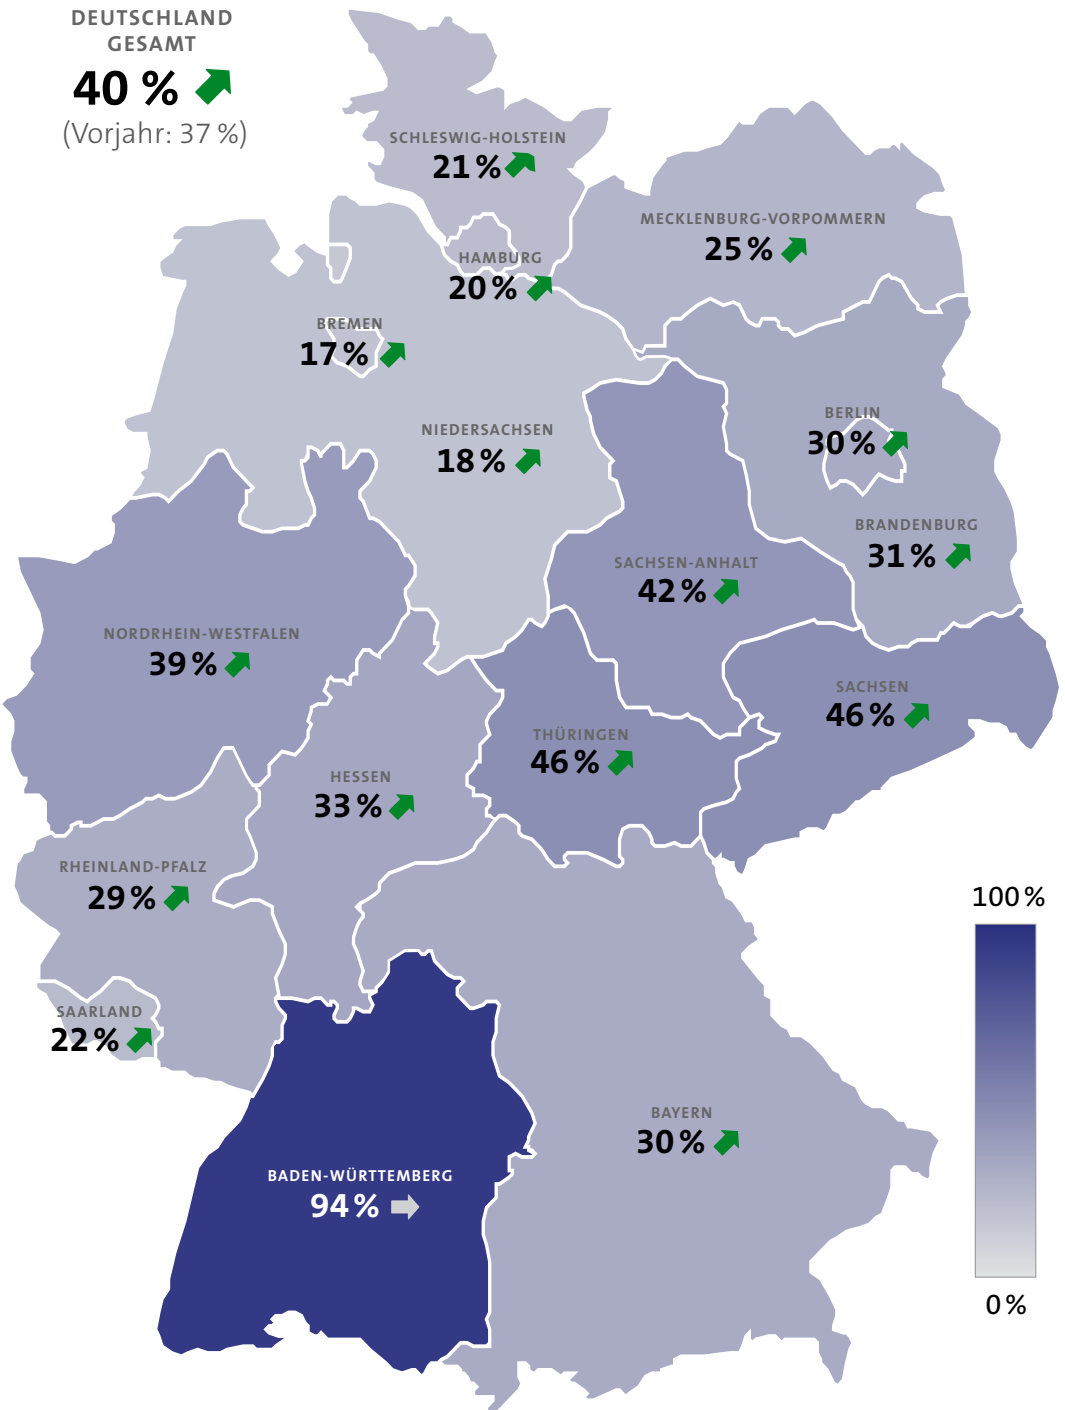 DEUTSCHLAND
GESAMT
40 %
(Vorjahr: 37 %)
SCHLESWIG-HOLSTEIN
21 %
MECKLENBURG-VORPOMMERN
25 %
HAMBURG
20 %
BREMEN
17 %
NIEDERSACHSEN
18 %
BERLIN
30 %
BRANDENBURG
31 %
SACHSEN-ANHALT
42 %
NORDRHEIN-WESTFALEN
39 %
SACHSEN
46 %
THÜRINGEN
46 %
HESSEN
33 %
RHEINLAND-PFALZ
29 %
100 %
SAARLAND
22 %
BAYERN
30 %
BADEN-WÜRTTEMBERG
94 %
0 %